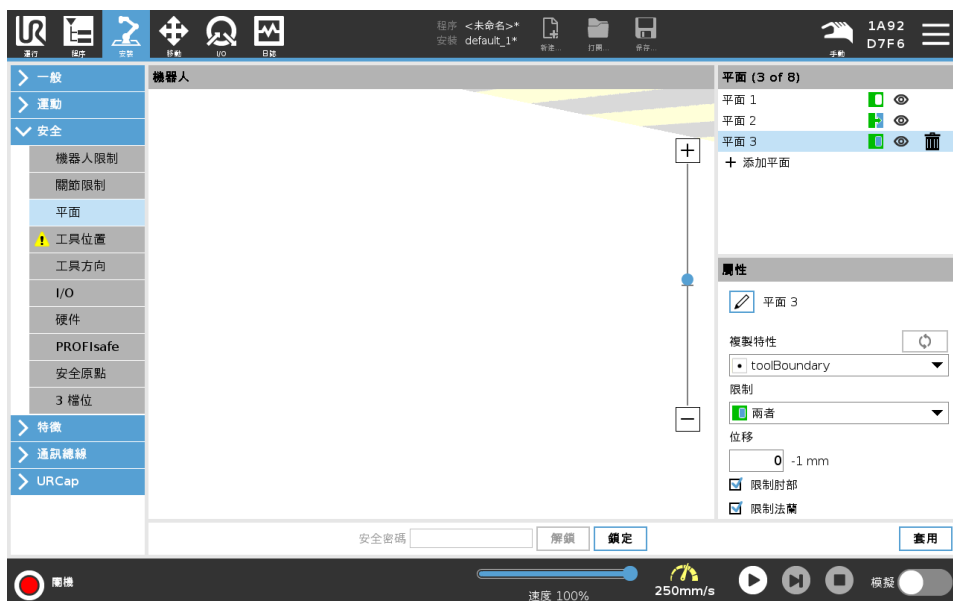 運行
程序
安裝
移動
I/O
日誌
程序 <未命名>*
安裝 default_1*
新建...
打開...
保存...
手動
1A92
D7F6
一般
運動
安全
機器人限制
關節限制
平面
工具位置
工具方向
I/O
硬件
PROFIsafe
安全原點
3 檔位
特徵
通訊總線
URCap
機器人
平面 (3 of 8)
平面 1
平面 2
平面 3
添加平面
屬性
平面 3
複製特性
toolBoundary
限制
兩者
位移
0 -1 mm
限制肘部
限制法蘭
安全密碼
解鎖
鎖定
套用
關機
速度 100%
250mm/s
模擬